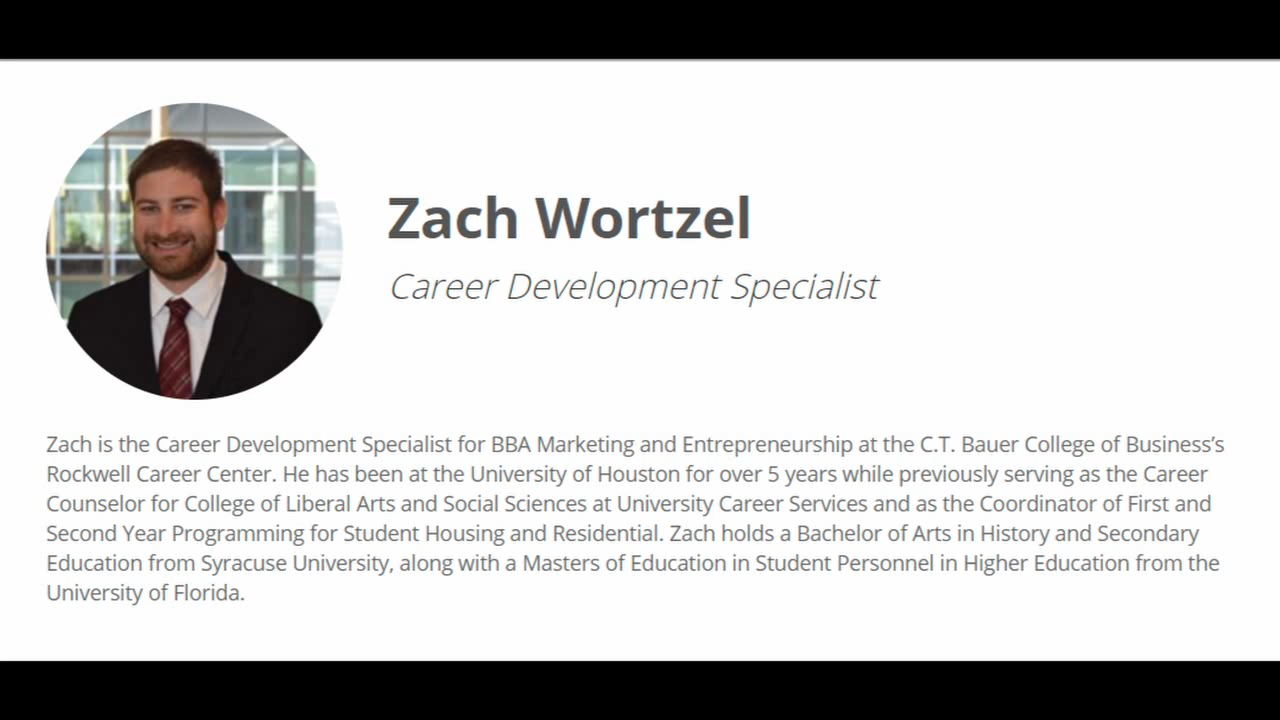 Zach Wortzel
Career Development Specialist
Zach is the Career Development Specialist for BBA Marketing and Entrepreneurship at the C.T. Bauer College of Business’s
Rockwell Career Center. He has been at the University of Houston for over 5 years while previously serving as the Career
Counselor for College of Liberal Arts and Social Sciences at University Career Services and as the Coordinator of First and
Second Year Programming for Student Housing and Residential. Zach holds a Bachelor of Arts in History and Secondary
Education from Syracuse University, along with a Masters of Education in Student Personnel in Higher Education from the
University of Florida.